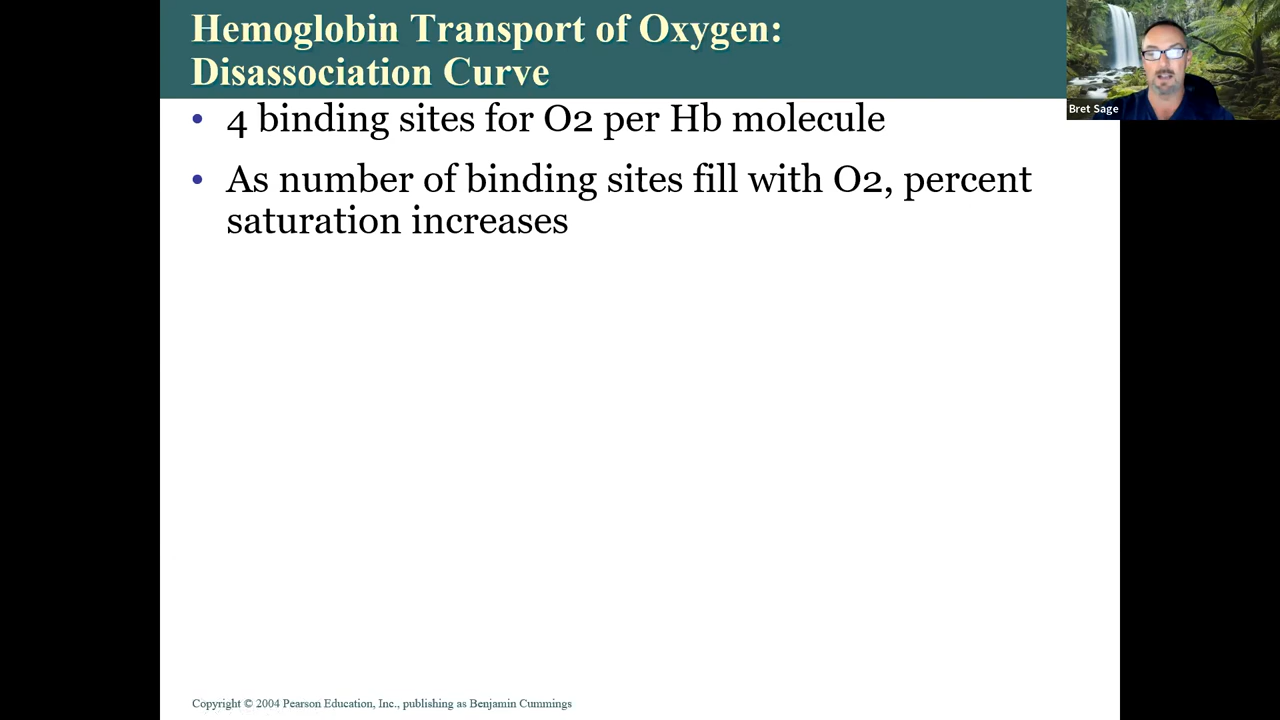 Hemoglobin Transport of Oxygen:
Disassociation Curve
Bret Sage
• 4 binding sites for O2 per Hb molecule
• As number of binding sites fill with O2, percent
saturation increases
Copyright © 2004 Pearson Education, Inc., publishing as Benjamin Cummings